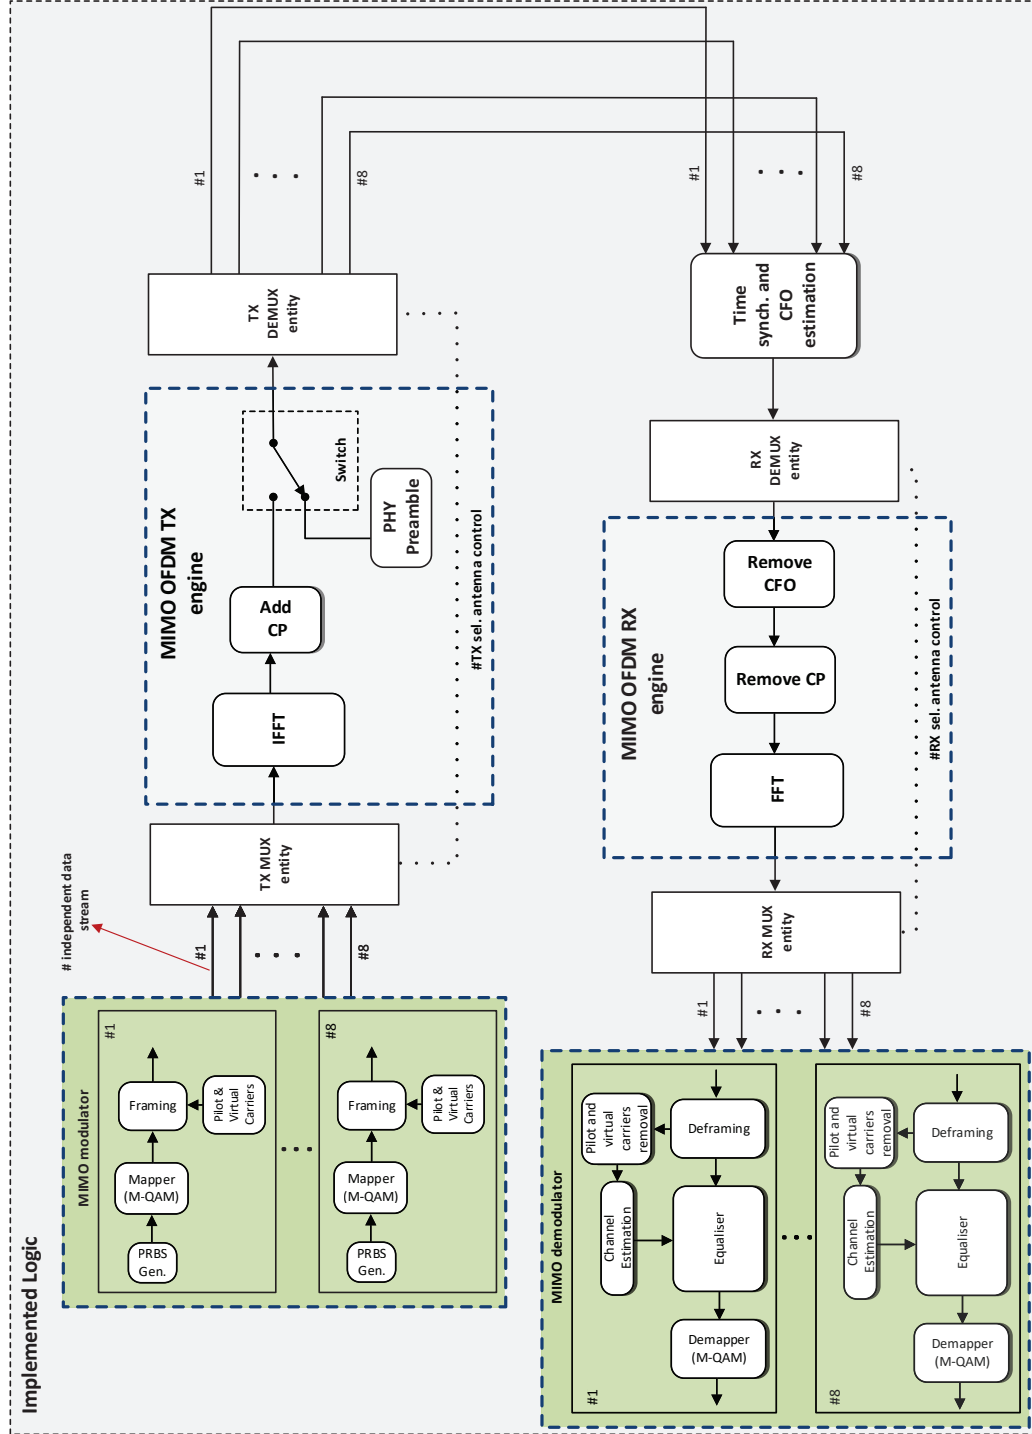 Implemented Logic
MIMO modulator
#1
PRBS
Gen.
Mapper
(M-QAM)
Framing
Pilot &
Virtual
Carriers
#8
PRBS
Gen.
Mapper
(M-QAM)
Framing
Pilot &
Virtual
Carriers
# independent data
stream
#1
#8
TX MUX
entity
MIMO OFDM TX
engine
IFFT
Add
CP
PHY
Preamble
Switch
#TX sel. antenna control
TX
DEMUX
entity
#1
#8
#1
#8
Time
synch. and
CFO
estimation
RX
DEMUX
entity
MIMO OFDM RX
engine
Remove
CFO
Remove CP
FFT
#RX sel. antenna control
RX MUX
entity
#1
#8
MIMO demodulator
#1
Deframing
Pilot and
virtual
carriers
removal
Channel
Estimation
Equaliser
Demapper
(M-QAM)
#8
Deframing
Pilot and
virtual
carriers
removal
Channel
Estimation
Equaliser
Demapper
(M-QAM)